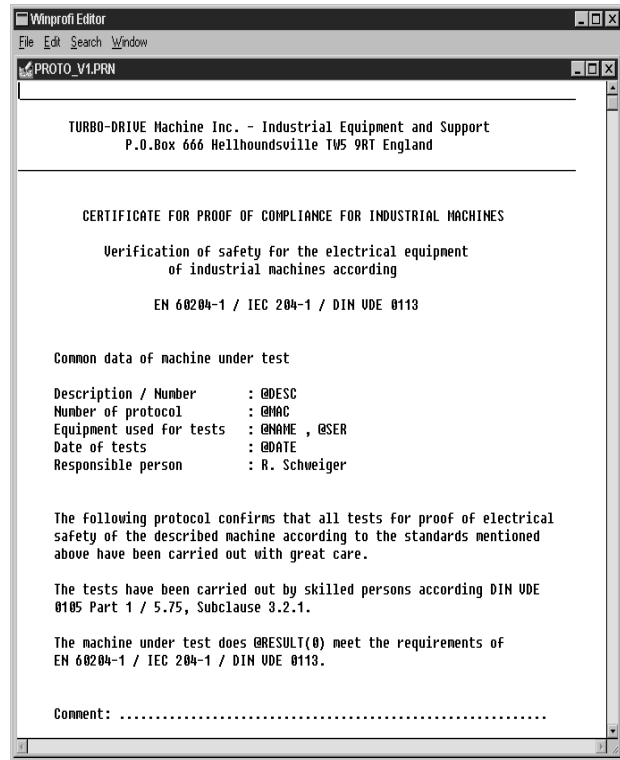 Winprofi Editor
File Edit Search Window
PROTO_V1.PRN
TURBO-DRIVE Machine Inc. - Industrial Equipment and Support
P.O.Box 666 Hellhoundsville TW5 9RT England
CERTIFICATE FOR PROOF OF COMPLIANCE FOR INDUSTRIAL MACHINES
Verification of safety for the electrical equipment
of industrial machines according
EN 60204-1 / IEC 204-1 / DIN VDE 0113
Common data of machine under test
Description / Number : @DESC
Number of protocol : @MAC
Equipment used for tests : @NAME , @SER
Date of tests : @DATE
Responsible person : R. Schweiger
The following protocol confirms that all tests for proof of electrical
safety of the described machine according to the standards mentioned
above have been carried out with great care.
The tests have been carried out by skilled persons according DIN VDE
0105 Part 1 / 5.75, Subclause 3.2.1.
The machine under test does @RESULT(0) meet the requirements of
EN 60204-1 / IEC 204-1 / DIN VDE 0113.
Comment: ............................................................